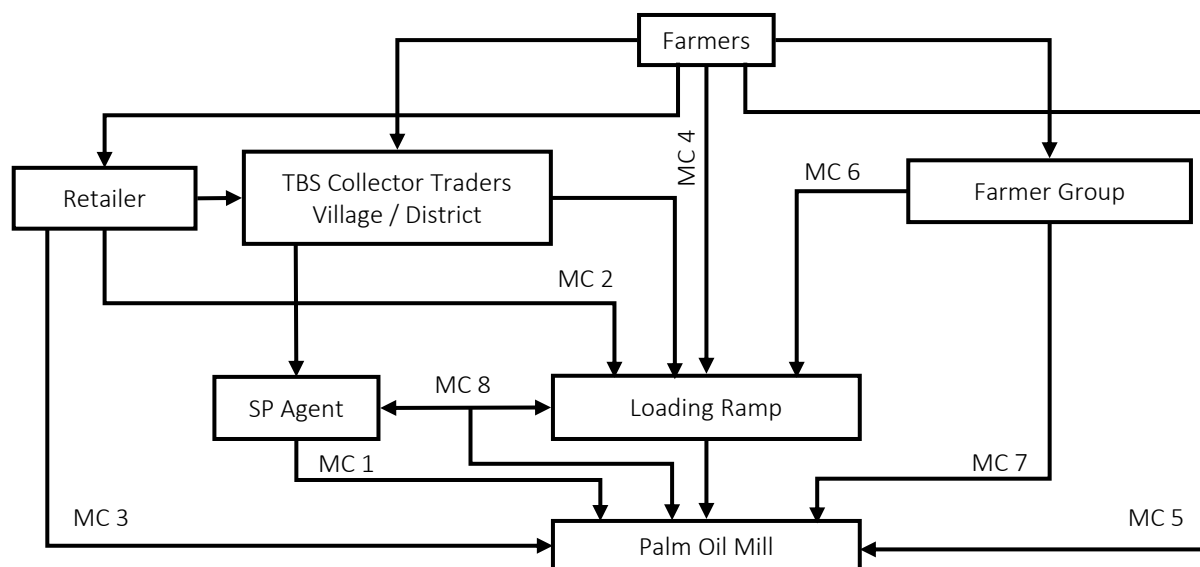 Farmers
MC 4
MC 6
Retailer
TBS Collector Traders
Village / District
Farmer Group
MC 2
MC 8
SP Agent
Loading Ramp
MC 1
MC 7
MC 3
MC 5
Palm Oil Mill